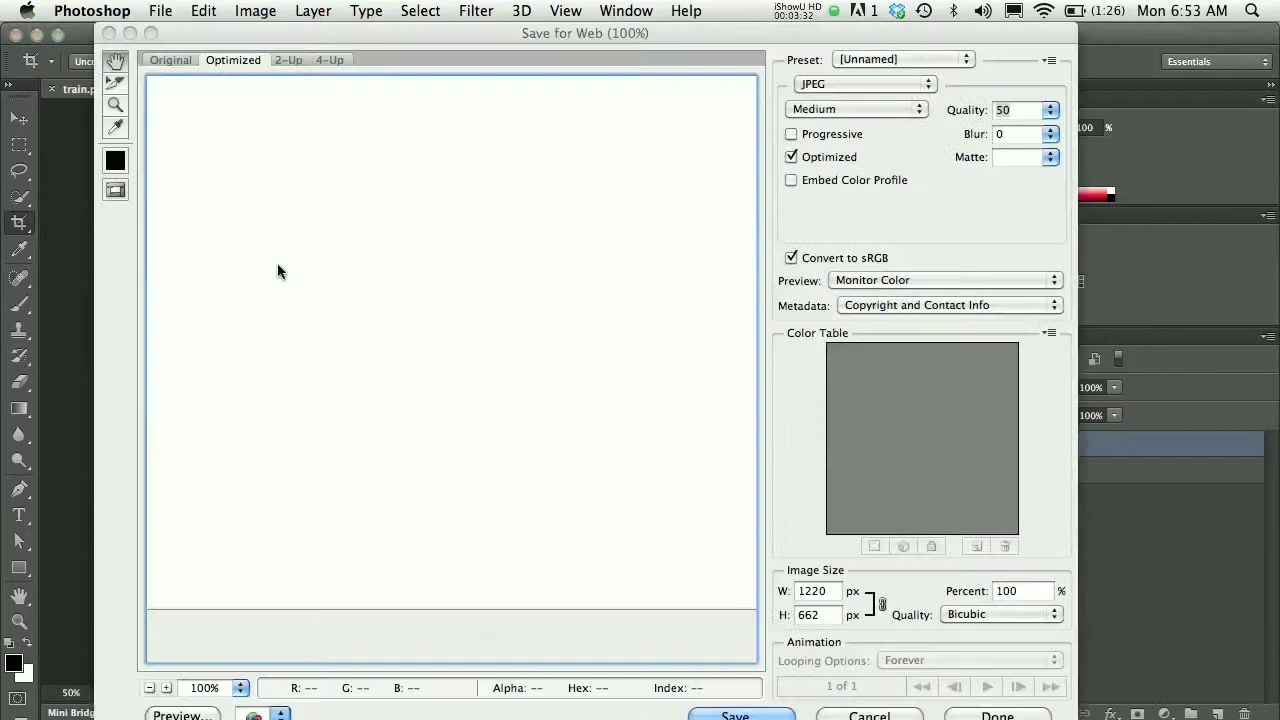 Photoshop File Edit Image Layer Type Select Filter 3D View Window Help iShowU HD 00:03:32 1 (1:26) Mon 6:53 AM
Save for Web (100%)
Original Optimized 2-Up 4-Up
Preset: [Unnamed]
Essentials
JPEG
train.p
Medium Quality: 50
100 %
Progressive Blur: 0
Optimized Matte:
Embed Color Profile
Convert to sRGB
Preview: Monitor Color
Metadata: Copyright and Contact Info
Color Table
100%
100%
Image Size
W: 1220 px Percent: 100 %
H: 662 px Quality: Bicubic
Animation
Looping Options: Forever
1 of 1
50%
100% R: -- G: -- B: -- Alpha: -- Hex: -- Index: --
Mini Bridg
Preview... Save Cancel Done
fx